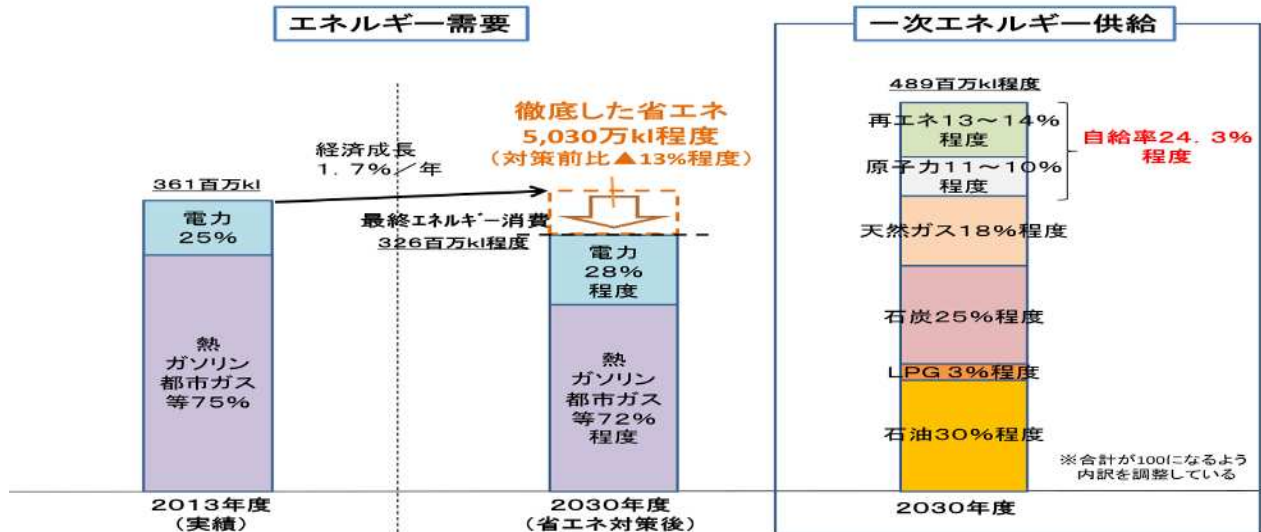 エネルギー需要
一次エネルギー供給
徹底した省エネ
5,030万kl程度
(対策前比▲13%程度)
経済成長
1.7%/年
361百万kl
電力
25%
熱
ガソリン
都市ガス
等75%
2013年度
(実績)
最終エネルギー消費
326百万kl程度
電力
28%
程度
熱
ガソリン
都市ガス
等72%
程度
2030年度
(省エネ対策後)
489百万kl程度
再エネ13~14%
程度
原子力11~10%
程度
自給率24.3%
程度
天然ガス18%程度
石炭25%程度
LPG 3%程度
石油30%程度
※合計が100になるよう
内訳を調整している
2030年度